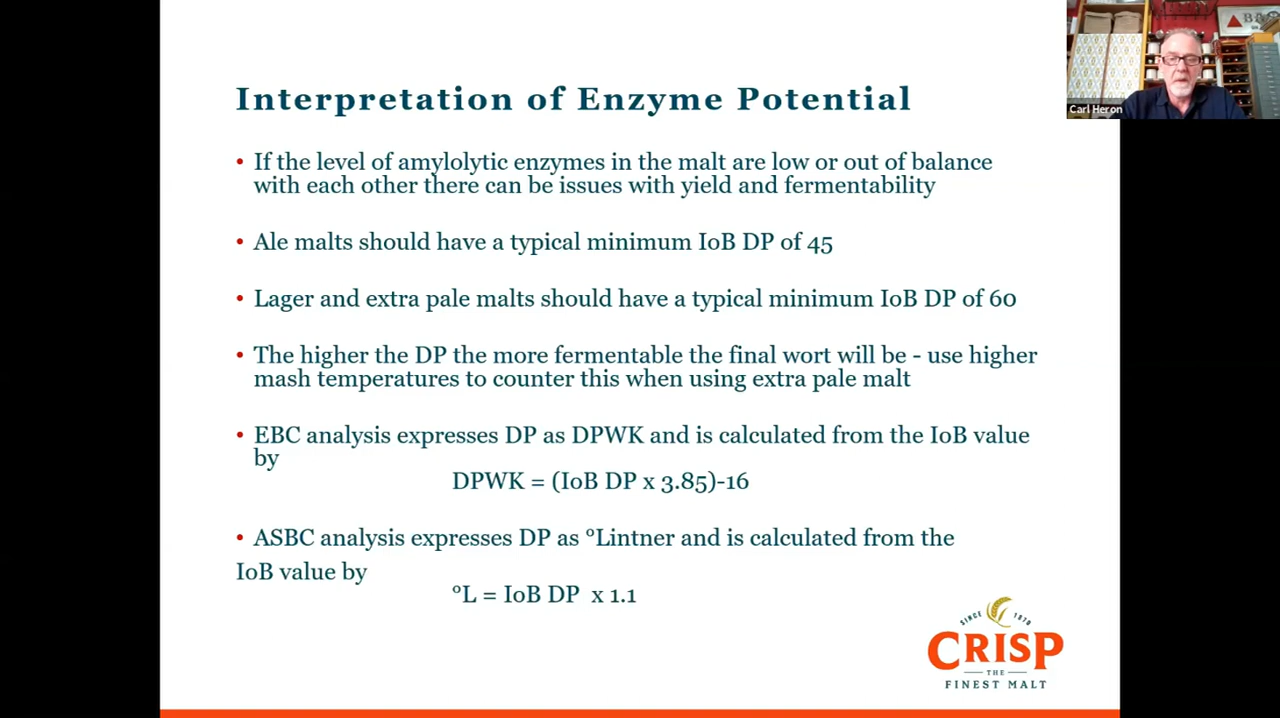 Interpretation of Enzyme Potential
• If the level of amylolytic enzymes in the malt are low or out of balance
with each other there can be issues with yield and fermentability
• Ale malts should have a typical minimum IoB DP of 45
• Lager and extra pale malts should have a typical minimum IoB DP of 60
• The higher the DP the more fermentable the final wort will be - use higher
mash temperatures to counter this when using extra pale malt
• EBC analysis expresses DP as DPWK and is calculated from the IoB value
by
DPWK = (IoB DP x 3.85)-16
• ASBC analysis expresses DP as °Lintner and is calculated from the
IoB value by
°L = IoB DP x 1.1
SINCE 1870
CRISP
THE
FINEST MALT
Carl Heron